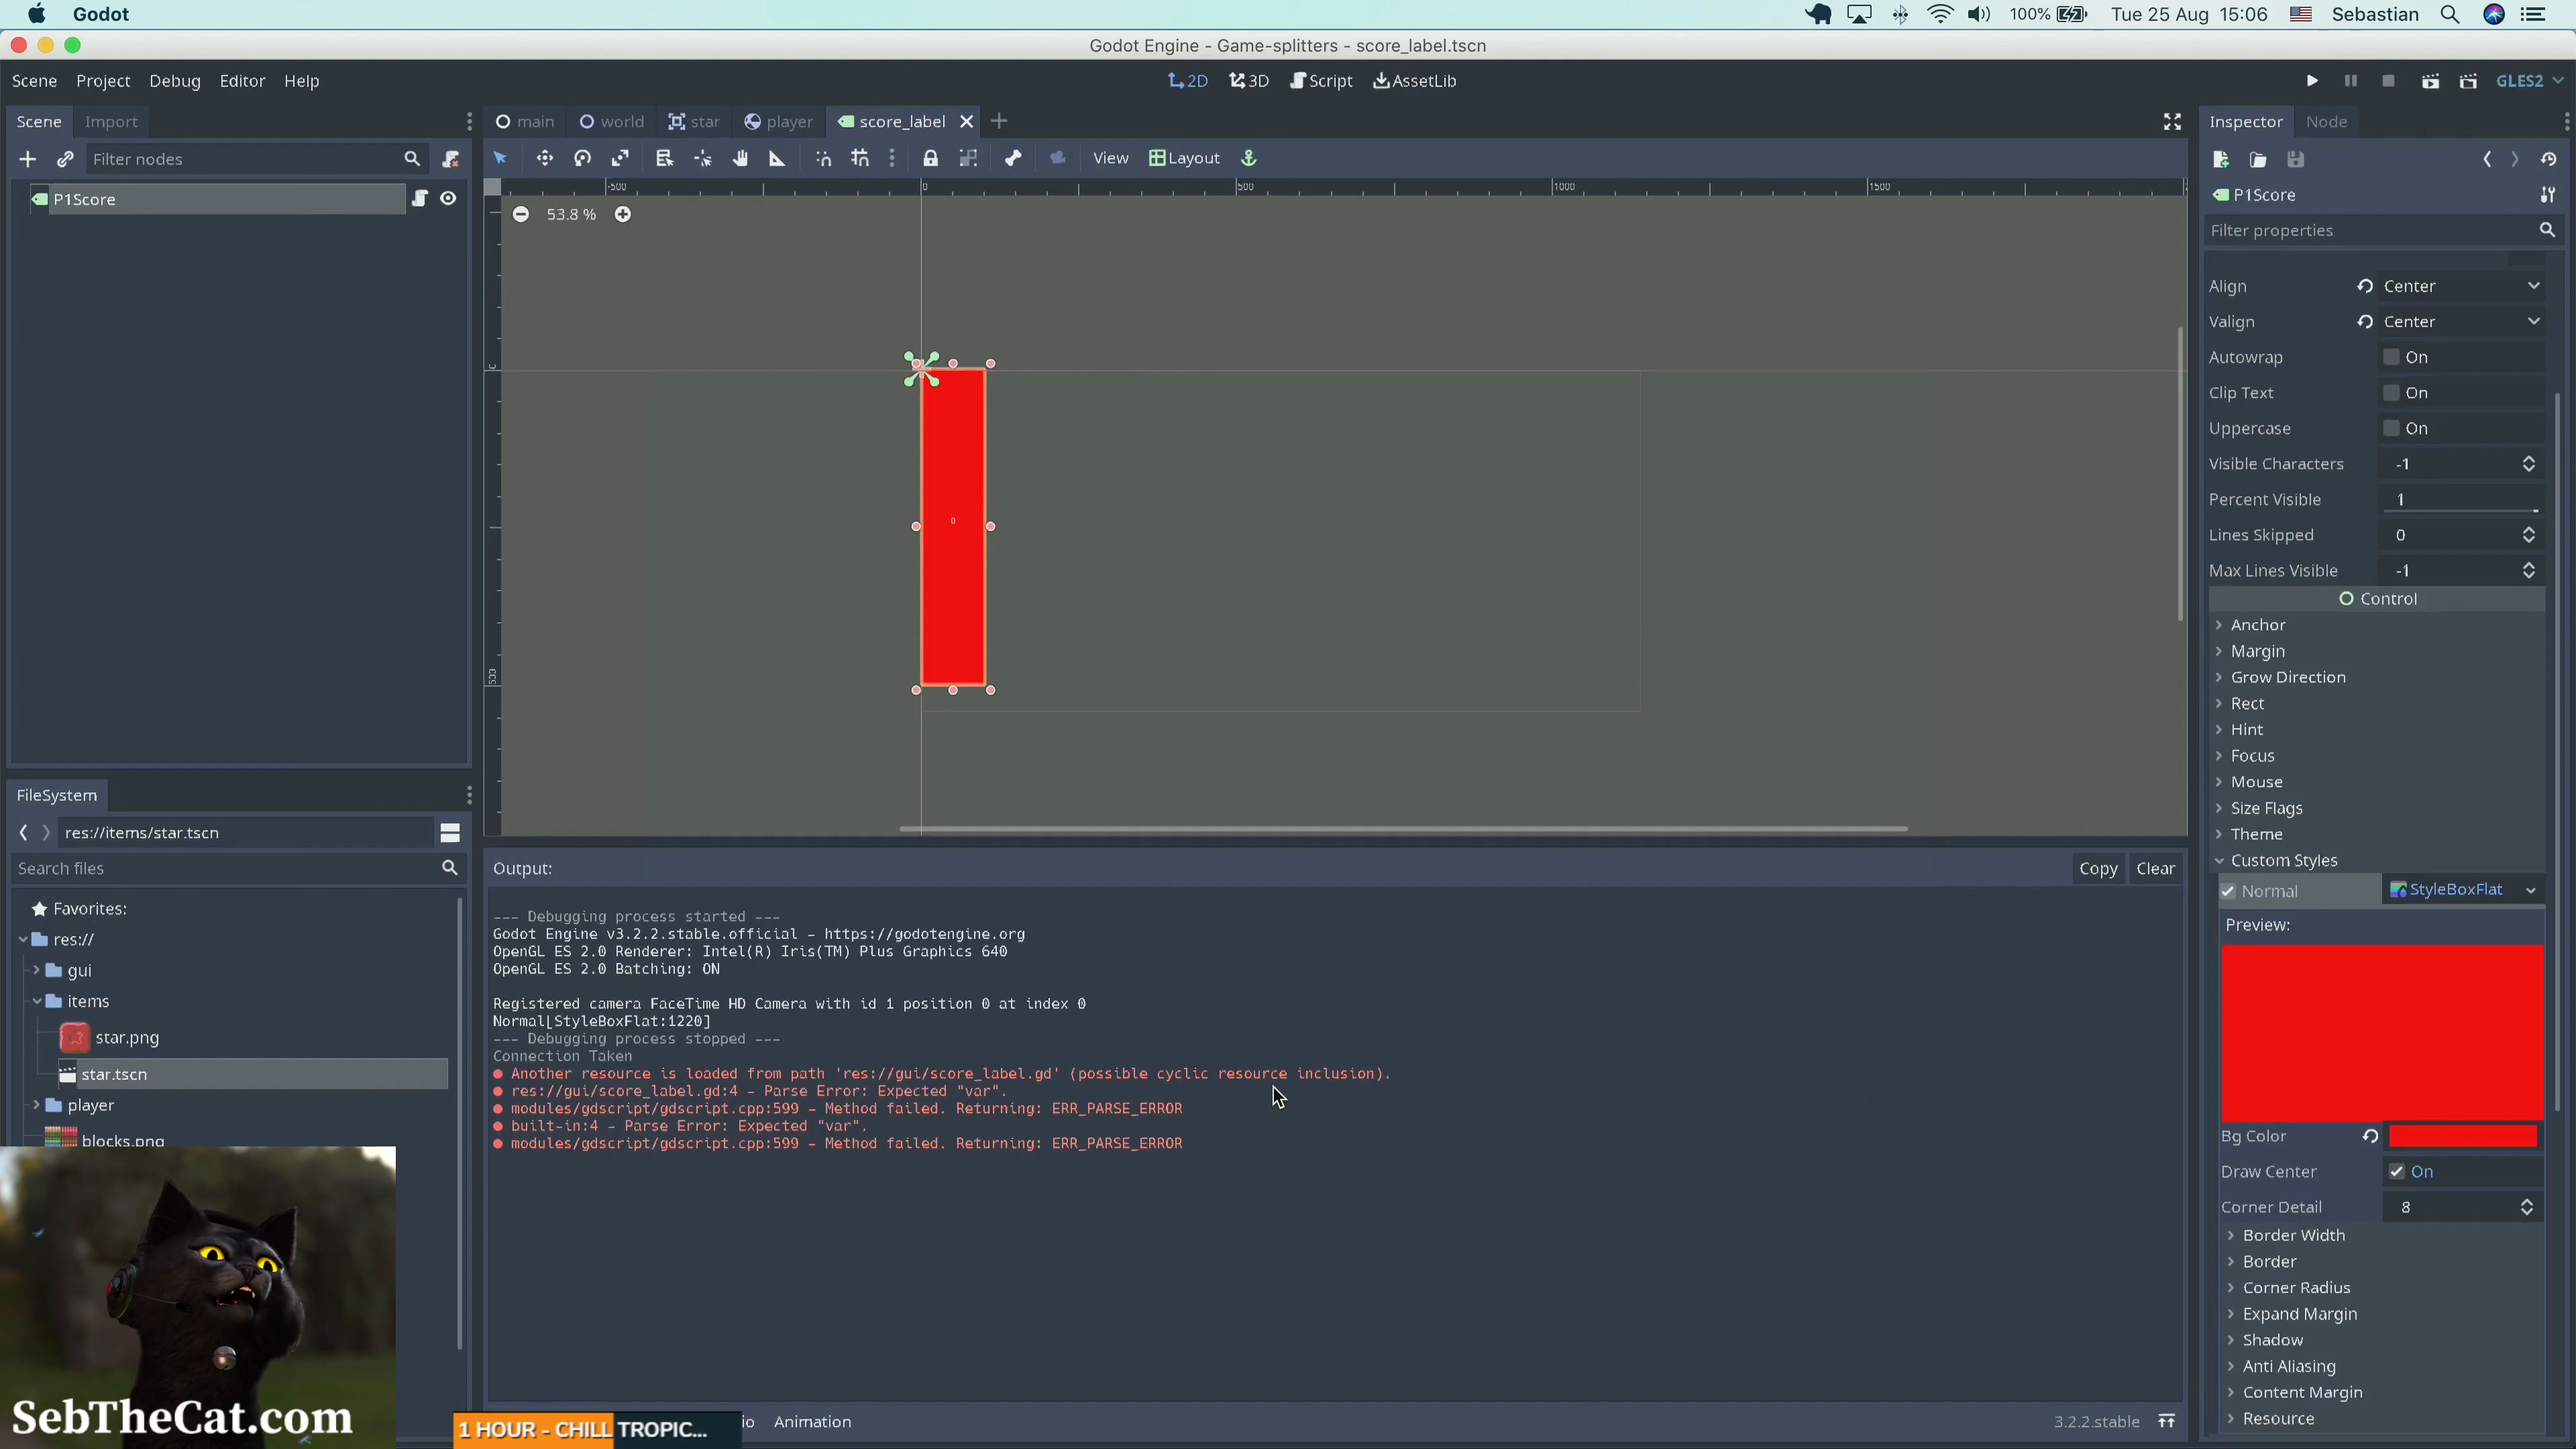 Godot
100%
Tue 25 Aug 15:06
Sebastian
Godot Engine - Game-splitters - score_label.tscn
Scene Project Debug Editor Help
2D 3D Script AssetLib
GLES2
Scene Import
main world star player score_label
Inspector Node
Filter nodes
View Layout
P1Score
53.8 %
-500 0 500 1000 1500
0
500
0
P1Score
Filter properties
Align Center
Valign Center
Autowrap On
Clip Text On
Uppercase On
Visible Characters -1
Percent Visible 1
Lines Skipped 0
Max Lines Visible -1
Control
Anchor
Margin
Grow Direction
Rect
Hint
Focus
Mouse
Size Flags
Theme
Custom Styles
Normal StyleBoxFlat
Preview:
Bg Color
Draw Center On
Corner Detail 8
Border Width
Border
Corner Radius
Expand Margin
Shadow
Anti Aliasing
Content Margin
Resource
FileSystem
res://items/star.tscn
Search files
Favorites:
res://
gui
items
star.png
star.tscn
player
blocks.png
Output:
Copy Clear
--- Debugging process started ---
Godot Engine v3.2.2.stable.official - https://godotengine.org
OpenGL ES 2.0 Renderer: Intel(R) Iris(TM) Plus Graphics 640
OpenGL ES 2.0 Batching: ON
Registered camera FaceTime HD Camera with id 1 position 0 at index 0
Normal[StyleBoxFlat:1220]
--- Debugging process stopped ---
Connection Taken
Another resource is loaded from path 'res://gui/score_label.gd' (possible cyclic resource inclusion).
res://gui/score_label.gd:4 - Parse Error: Expected "var".
modules/gdscript/gdscript.cpp:599 - Method failed. Returning: ERR_PARSE_ERROR
built-in:4 - Parse Error: Expected "var".
modules/gdscript/gdscript.cpp:599 - Method failed. Returning: ERR_PARSE_ERROR
SebTheCat.com
1 HOUR - CHILL TROPIC...
io Animation
3.2.2.stable